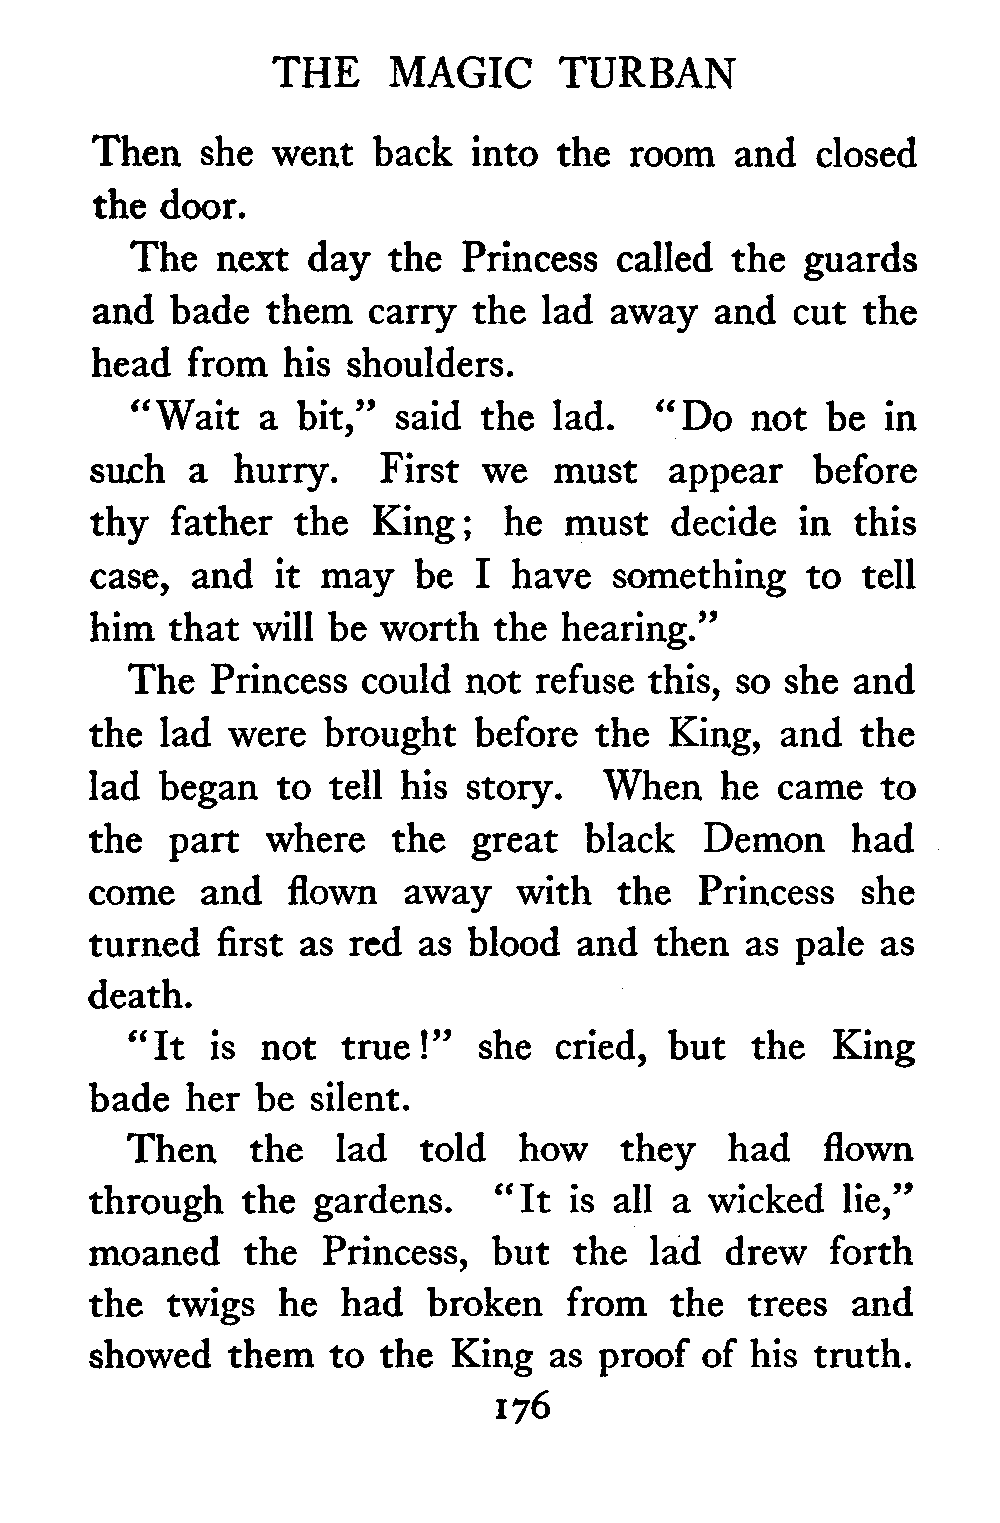 THE MAGIC TURBAN
Then she went back into the room and closed
the door.
The next day the Princess called the guards
and bade them carry the lad away and cut the
head from his shoulders.
“Wait a bit,” said the lad. “Do not be in
such a hurry. First we must appear before
thy father the King; he must decide in this
case, and it may be I have something to tell
him that will be worth the hearing.”
The Princess could not refuse this, so she and
the lad were brought before the King, and the
lad began to tell his story. When he came to
the part where the great black Demon had
come and flown away with the Princess she
turned first as red as blood and then as pale as
death.
“It is not true!” she cried, but the King
bade her be silent.
Then the lad told how they had flown
through the gardens. “It is all a wicked lie,”
moaned the Princess, but the lad drew forth
the twigs he had broken from the trees and
showed them to the King as proof of his truth.
176